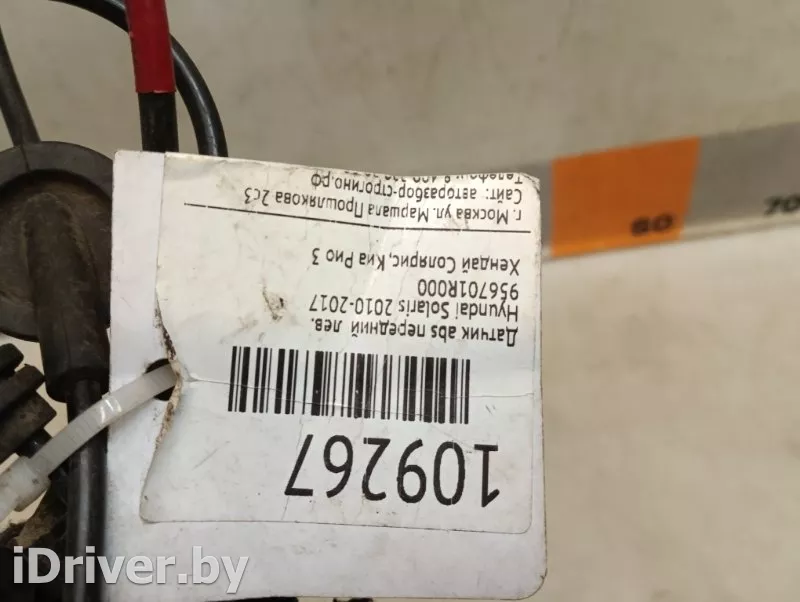 109267
Датчик abs передний лев.
Hyundai Solaris 2010-2017
956701R000
Хендай Солярис, Киа Рио 3
г. Москва ул. Маршала Прошлякова 2с3
Сайт: авторазбор-строгино.рф
60
70
iDriver.by